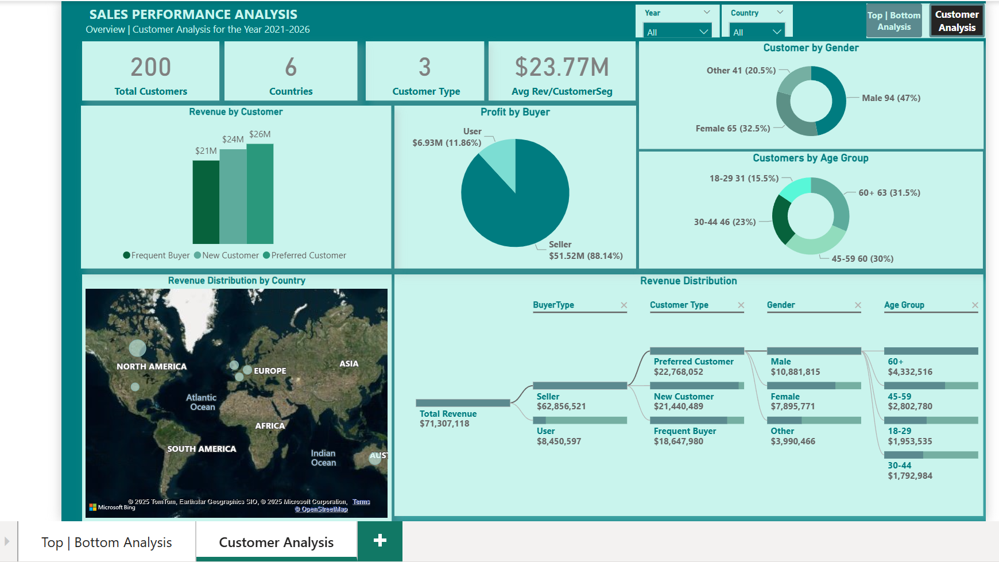 SALES PERFORMANCE ANALYSIS
Overview | Customer Analysis for the Year 2021-2026
Year
All
Country
All
Top | Bottom
Analysis
Customer
Analysis
200
Total Customers
6
Countries
3
Customer Type
$23.77M
Avg Rev/CustomerSeg
Customer by Gender
Other 41 (20.5%)
Male 94 (47%)
Female 65 (32.5%)
Revenue by Customer
$21M
$24M
$26M
Frequent Buyer
New Customer
Preferred Customer
Profit by Buyer
User
$6.93M (11.86%)
Seller
$51.52M (88.14%)
Customers by Age Group
18-29 31 (15.5%)
60+ 63 (31.5%)
30-44 46 (23%)
45-59 60 (30%)
Revenue Distribution by Country
NORTH AMERICA
EUROPE
ASIA
Atlantic
Ocean
AFRICA
SOUTH AMERICA
Indian
Ocean
AUST
Microsoft Bing
© 2025 TomTom, Earthstar Geographics SIO, © 2025 Microsoft Corporation, Terms
© OpenStreetMap
Revenue Distribution
BuyerType
Customer Type
Gender
Age Group
Total Revenue
$71,307,118
Seller
$62,856,521
User
$8,450,597
Preferred Customer
$22,768,052
New Customer
$21,440,489
Frequent Buyer
$18,647,980
Male
$10,881,815
Female
$7,895,771
Other
$3,990,466
60+
$4,332,516
45-59
$2,802,780
18-29
$1,953,535
30-44
$1,792,984
Top | Bottom Analysis
Customer Analysis